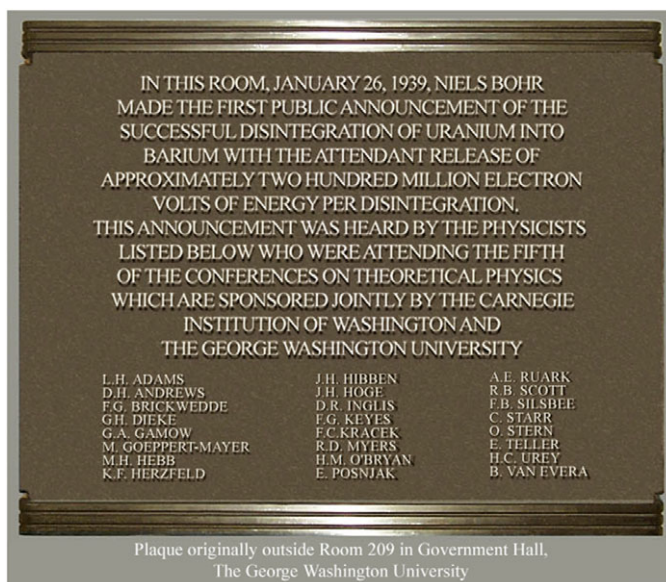 IN THIS ROOM, JANUARY 26, 1939, NIELS BOHR
MADE THE FIRST PUBLIC ANNOUNCEMENT OF THE
SUCCESSFUL DISINTEGRATION OF URANIUM INTO
BARIUM WITH THE ATTENDANT RELEASE OF
APPROXIMATELY TWO HUNDRED MILLION ELECTRON
VOLTS OF ENERGY PER DISINTEGRATION.
THIS ANNOUNCEMENT WAS HEARD BY THE PHYSICISTS
LISTED BELOW WHO WERE ATTENDING THE FIFTH
OF THE CONFERENCES ON THEORETICAL PHYSICS
WHICH ARE SPONSORED JOINTLY BY THE CARNEGIE
INSTITUTION OF WASHINGTON AND
THE GEORGE WASHINGTON UNIVERSITY
L.H. ADAMS
D.H. ANDREWS
F.G. BRICKWEDDE
G.H. DIEKE
G.A. GAMOW
M. GOEPPERT-MAYER
M.H. HEBB
K.F. HERZFELD
J.H. HIBBEN
J.H. HOGE
D.R. INGLIS
F.G. KEYES
F.C.KRACEK
R.D. MYERS
H.M. O'BRYAN
E. POSNJAK
A.E. RUARK
R.B. SCOTT
F.B. SILSBEE
C. STARR
O. STERN
E. TELLER
H.C. UREY
B. VAN EVERA
Plaque originally outside Room 209 in Government Hall,
The George Washington University